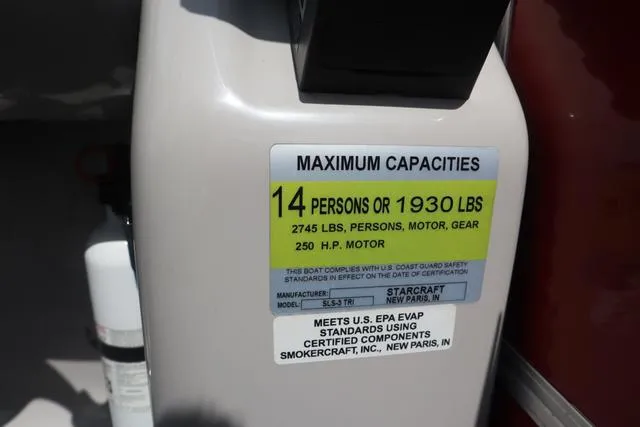 MAXIMUM CAPACITIES
14 PERSONS OR 1930 LBS
2745 LBS, PERSONS, MOTOR, GEAR
250 H.P. MOTOR
THIS BOAT COMPLIES WITH U.S. COAST GUARD SAFETY
STANDARDS IN EFFECT ON THE DATE OF CERTIFICATION
MANUFACTURER: STARCRAFT
MODEL: SLS-3 TRI NEW PARIS, IN
MEETS U.S. EPA EVAP
STANDARDS USING
CERTIFIED COMPONENTS
SMOKERCRAFT, INC., NEW PARIS, IN